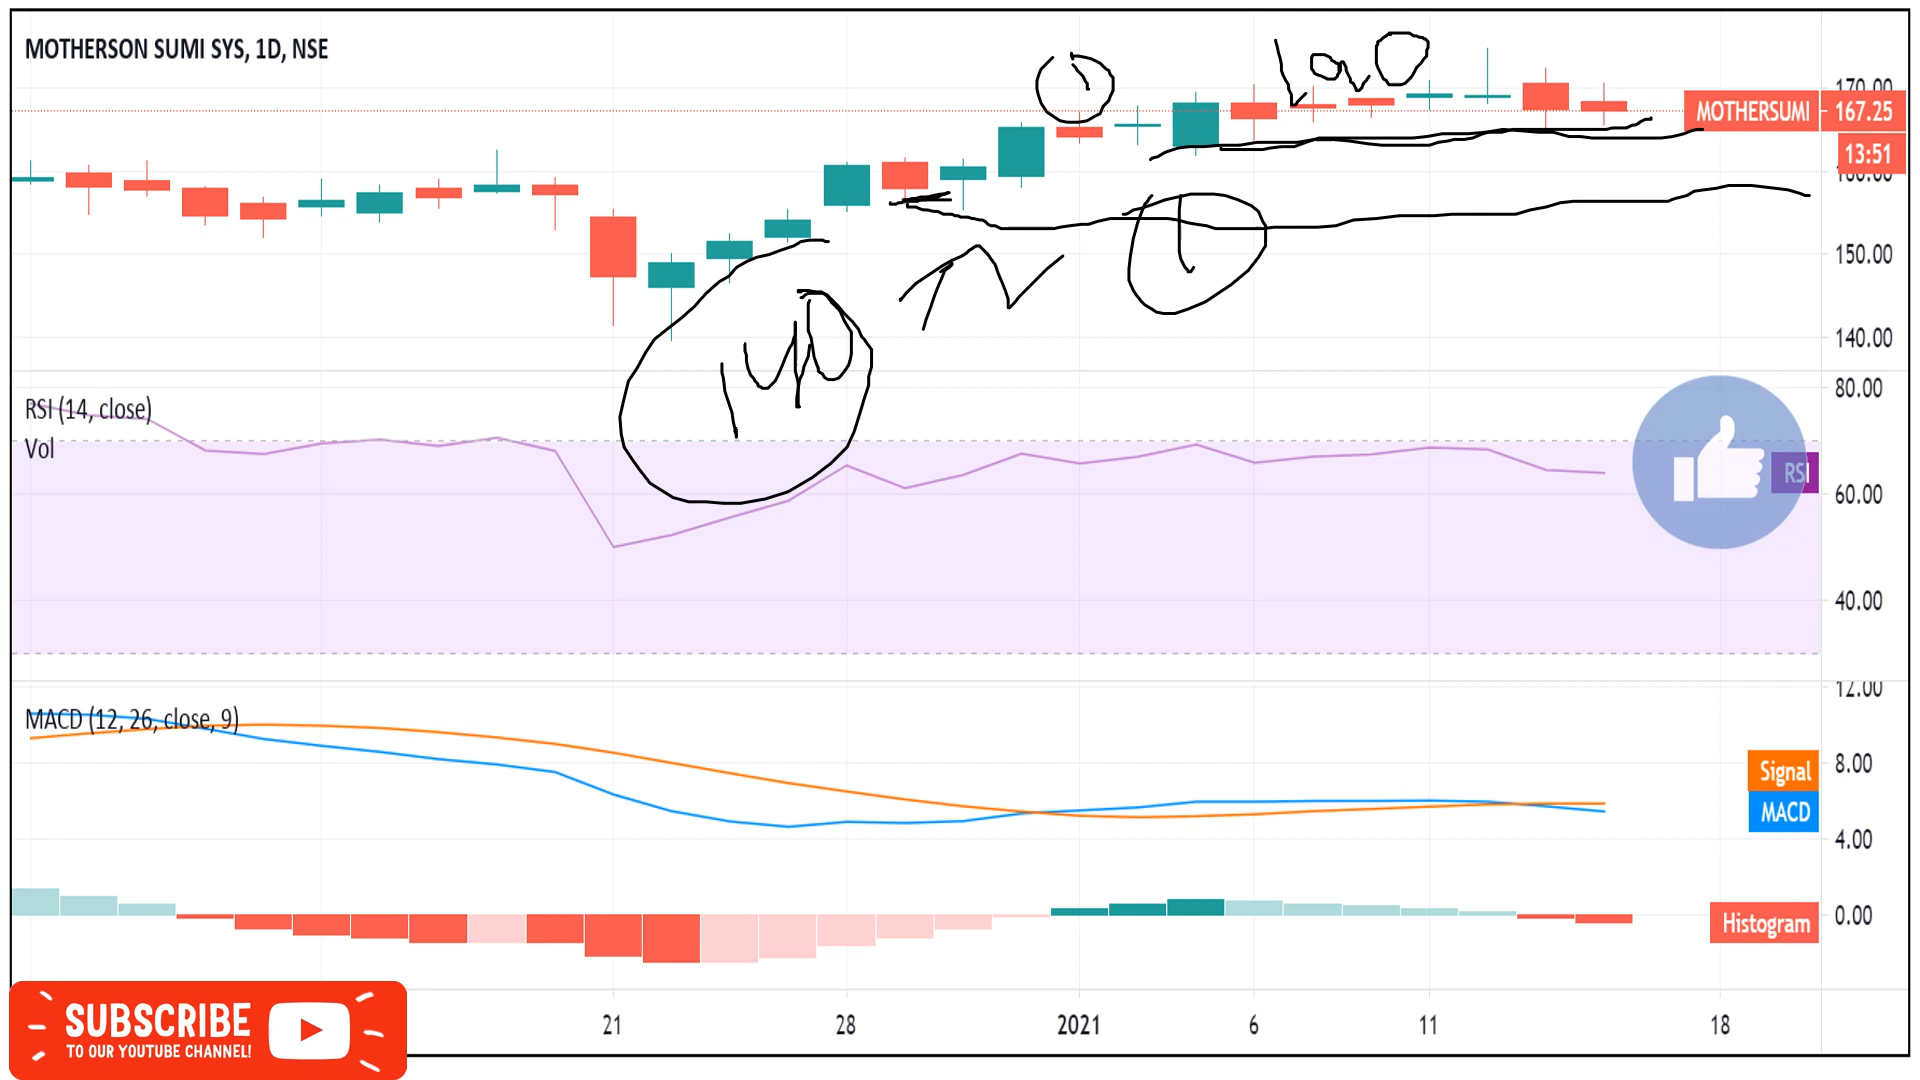 MOTHERSON SUMI SYS, 1D, NSE
170.00
MOTHERSUMI 167.25
13:51
160.00
150.00
140
140.00
RSI (14, close)
80.00
Vol
RSI
60.00
40.00
12.00
MACD (12, 26, close, 9)
Signal 8.00
MACD
4.00
Histogram 0.00
SUBSCRIBE
TO OUR YOUTUBE CHANNEL!
21 28 2021 6 11 18